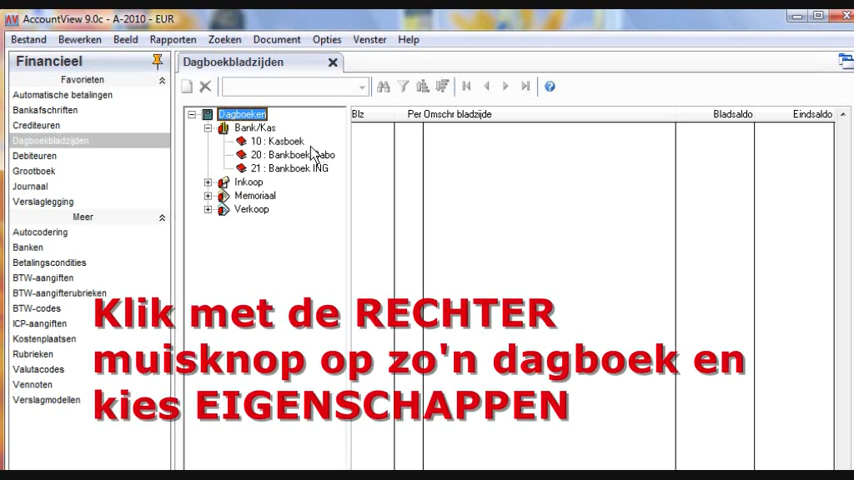 AccountView 9.0c - A-2010 - EUR
Bestand Bewerken Beeld Rapporten Zoeken Document Opties Venster Help
Financieel
Favorieten
Automatische betalingen
Bankafschriften
Crediteuren
Dagboekbladzijden
Debiteuren
Grootboek
Journaal
Verslaglegging
Meer
Autocodering
Banken
Betalingscondities
BTW-aangiften
BTW-aangifterubrieken
BTW-codes
ICP-aangiften
Kostenplaatsen
Rubrieken
Valutacodes
Vennoten
Verslagmodellen
Dagboekbladzijden
Dagboeken
Bank/Kas
10 : Kasboek
20 : Bankboek
21 : Bankboek ING
Inkoop
Memoriaal
Verkoop
Blz Per Omschr bladzijde Bladsaldo Eindsaldo
Klik met de RECHTER
muisknop op zo'n dagboek en
kies EIGENSCHAPPEN